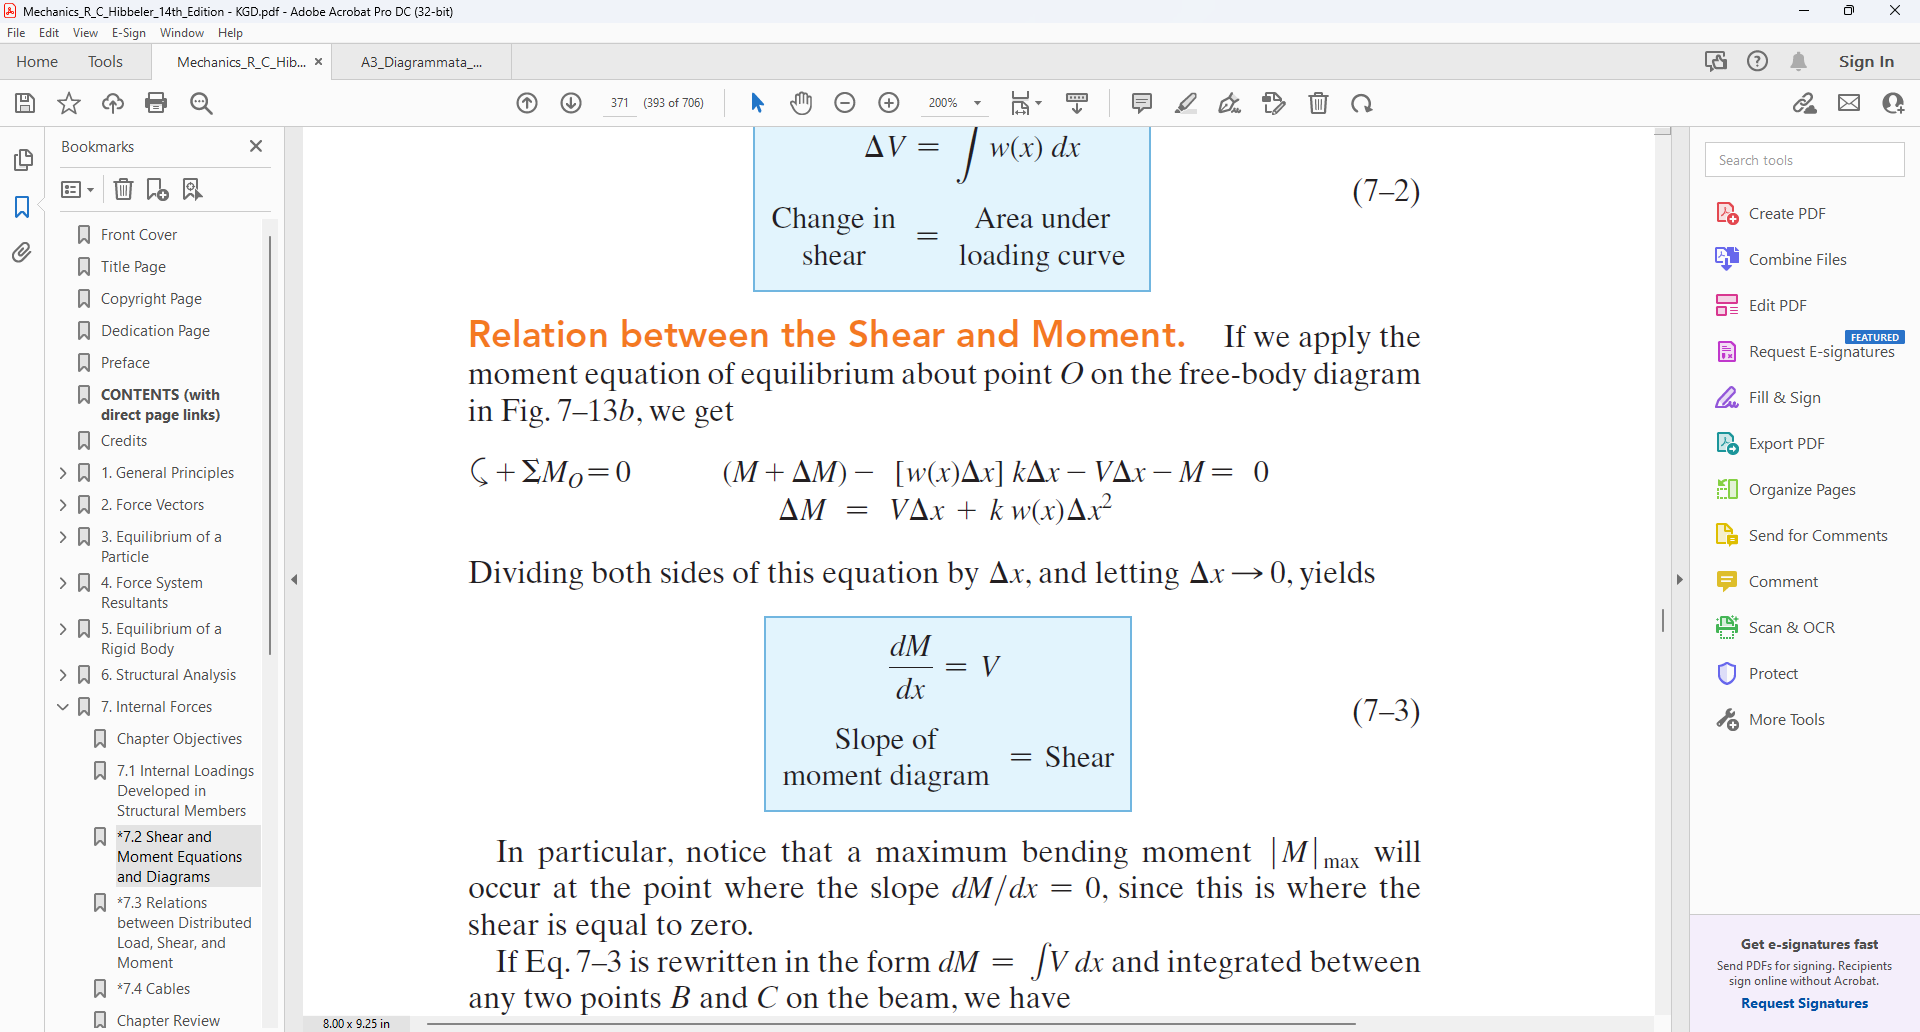 Mechanics_R_C_Hibbeler_14th_Edition - KGD.pdf - Adobe Acrobat Pro DC (32-bit)
File Edit View E-Sign Window Help
Home Tools Mechanics_R_C_Hib... × A3_Diagrammata_... Sign In
371 (393 of 706) 200%
Bookmarks
Front Cover
Title Page
Copyright Page
Dedication Page
Preface
CONTENTS (with
direct page links)
Credits
1. General Principles
2. Force Vectors
3. Equilibrium of a
Particle
4. Force System
Resultants
5. Equilibrium of a
Rigid Body
6. Structural Analysis
7. Internal Forces
Chapter Objectives
7.1 Internal Loadings
Developed in
Structural Members
*7.2 Shear and
Moment Equations
and Diagrams
*7.3 Relations
between Distributed
Load, Shear, and
Moment
*7.4 Cables
Chapter Review
ΔV = ∫ w(x) dx
(7–2)
Change in = Area under
shear loading curve
Relation between the Shear and Moment. If we apply the
moment equation of equilibrium about point O on the free-body diagram
in Fig. 7–13b, we get
⤹+ΣM_O=0 (M + ΔM) − [w(x)Δx] kΔx − VΔx − M = 0
ΔM = VΔx + k w(x)Δx²
Dividing both sides of this equation by Δx, and letting Δx → 0, yields
dM/dx = V
(7–3)
Slope of
moment diagram = Shear
In particular, notice that a maximum bending moment |M|max will
occur at the point where the slope dM/dx = 0, since this is where the
shear is equal to zero.
If Eq. 7–3 is rewritten in the form dM = ∫V dx and integrated between
any two points B and C on the beam, we have
8.00 x 9.25 in
Search tools
Create PDF
Combine Files
Edit PDF
FEATURED
Request E-signatures
Fill & Sign
Export PDF
Organize Pages
Send for Comments
Comment
Scan & OCR
Protect
More Tools
Get e-signatures fast
Send PDFs for signing. Recipients
sign online without Acrobat.
Request Signatures